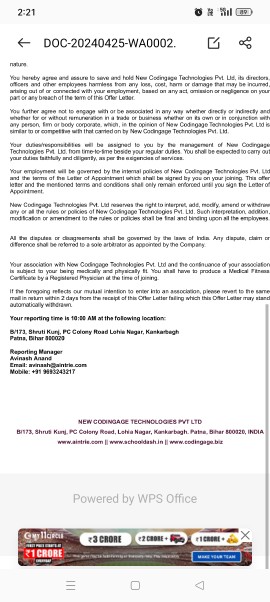 2:21
89
DOC-20240425-WA0002.
nature.
You hereby agree and assure to save and hold New Codingage Technologies Pvt. Ltd, its directors,
officers and other employees harmless from any loss, cost, harm or damage that may be incurred,
arising out of or connected with your employment, based on any act, omission or negligence on your
part or any breach of the term of this Offer Letter.
You further agree not to engage with or be associated in any way whether directly or indirectly and
whether for or without remuneration in a trade or business whether on its own or in conjunction with
any person, firm or body corporate, which, in the opinion of New Codingage Technologies Pvt. Ltd is
similar to or competitive with that carried on by New Codingage Technologies Pvt. Ltd.
Your duties/responsibilities will be assigned to you by the management of New Codingage
Technologies Pvt. Ltd. from time-to-time beside your regular duties. You shall be expected to carry out
your duties faithfully and diligently, as per the exigencies of services.
Your employment will be governed by the internal policies of New Codingage Technologies Pvt. Ltd
and the terms of the Letter of Appointment which shall be signed by you on your joining. This offer
letter and the mentioned terms and conditions shall only remain enforced until you sign the Letter of
Appointment.
New Codingage Technologies Pvt. Ltd reserves the right to interpret, add, modify, amend or withdraw
any or all the rules or policies of New Codingage Technologies Pvt. Ltd. Such interpretation, addition,
modification or amendment to the rules or policies shall be final and binding upon all the employees.
All the disputes or disagreements shall be governed by the laws of India. Any dispute, claim or
difference shall be referred to a sole arbitrator as appointed by the Company.
Your association with New Codingage Technologies Pvt. Ltd and the continuance of your association
is subject to your being medically and physically fit. You shall have to produce a Medical Fitness
Certificate by a Registered Physician at the time of joining.
If the foregoing reflects our mutual intention to enter into an association, please revert to the same
mail in return within 2 days from the receipt of this Offer Letter failing which this Offer Letter may stand
automatically withdrawn.
Your reporting time is 10:00 AM at the following location:
B/173, Shruti Kunj, PC Colony Road Lohia Nagar, Kankarbagh
Patna, Bihar 800020
Reporting Manager
Avinash Anand
Email: avinash@aintrie.com
Mobile: +91 9693243217
NEW CODINGAGE TECHNOLOGIES PVT LTD
B/173, Shruti Kunj, PC Colony Road, Lohia Nagar, Kankarbagh. Patna, Bihar 800020, INDIA
www.aintrie.com || www.schooldash.in || www.codingage.biz
Powered by WPS Office
MY11CIRCLE
₹1 CRORE
₹3 CRORE
₹2 CRORE +
₹1 CRORE +
MAKE YOUR TEAM